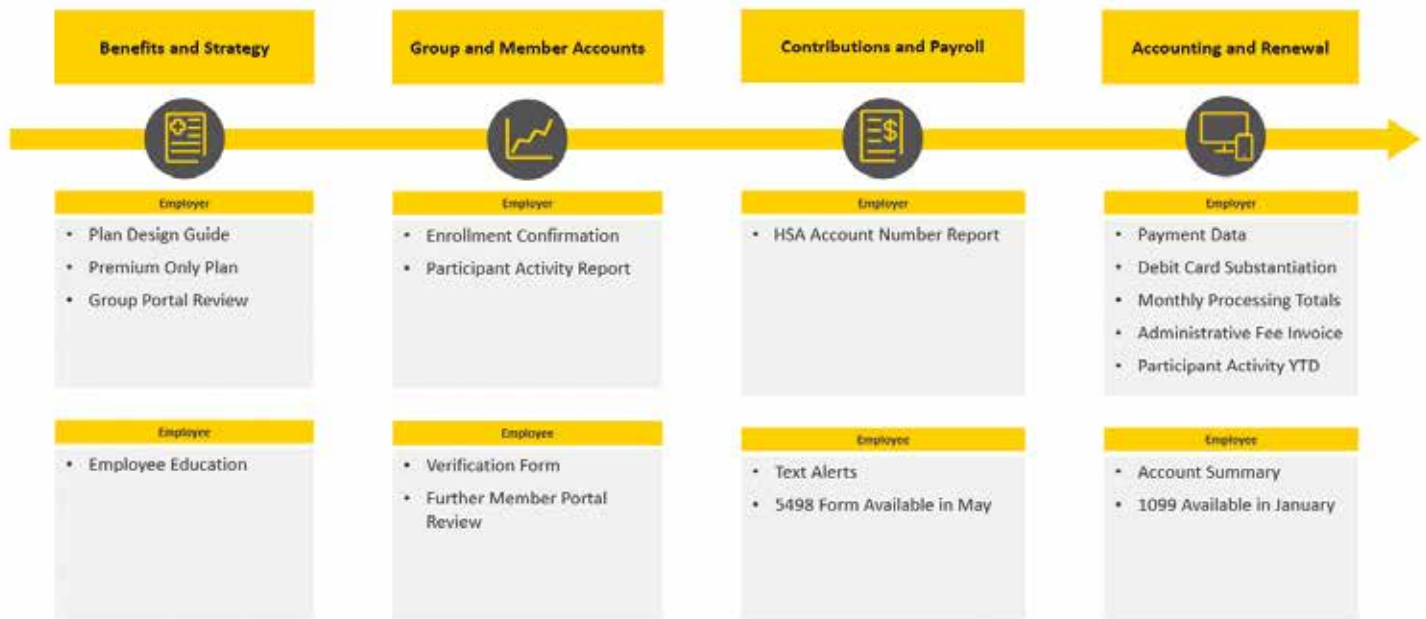 Benefits and Strategy
Group and Member Accounts
Contributions and Payroll
Accounting and Renewal
$
Employer
• Plan Design Guide
• Premium Only Plan
• Group Portal Review
Employer
• Enrollment Confirmation
• Participant Activity Report
Employer
• HSA Account Number Report
Employer
• Payment Data
• Debit Card Substantiation
• Monthly Processing Totals
• Administrative Fee Invoice
• Participant Activity YTD
Employee
• Employee Education
Employee
• Verification Form
• Further Member Portal
Review
Employee
• Text Alerts
• 5498 Form Available in May
Employee
• Account Summary
• 1099 Available in January